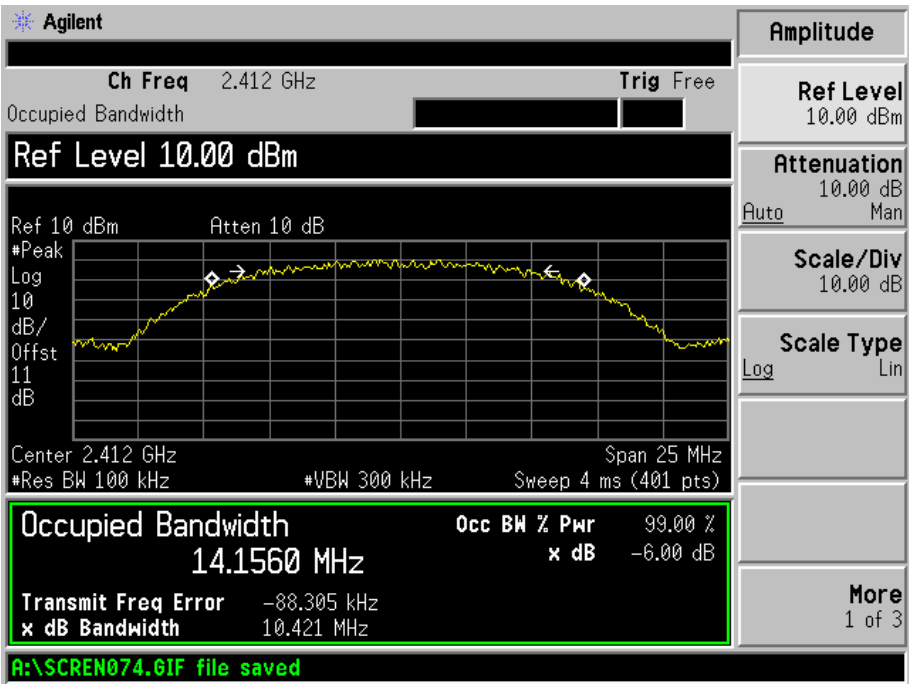 Agilent
Ch Freq 2.412 GHz Trig Free
Occupied Bandwidth
Ref Level 10.00 dBm
Ref 10 dBm Atten 10 dB
#Peak
Log
10
dB/
Offst
11
dB
Center 2.412 GHz Span 25 MHz
#Res BW 100 kHz #VBW 300 kHz Sweep 4 ms (401 pts)
Occupied Bandwidth
14.1560 MHz
Occ BW % Pwr 99.00 %
x dB -6.00 dB
Transmit Freq Error -88.305 kHz
x dB Bandwidth 10.421 MHz
A:\SCREN074.GIF file saved
Amplitude
Ref Level
10.00 dBm
Attenuation
10.00 dB
Auto Man
Scale/Div
10.00 dB
Scale Type
Log Lin
More
1 of 3